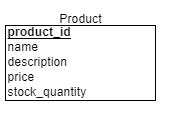 Product
product_id
name
description
price
stock_quantity